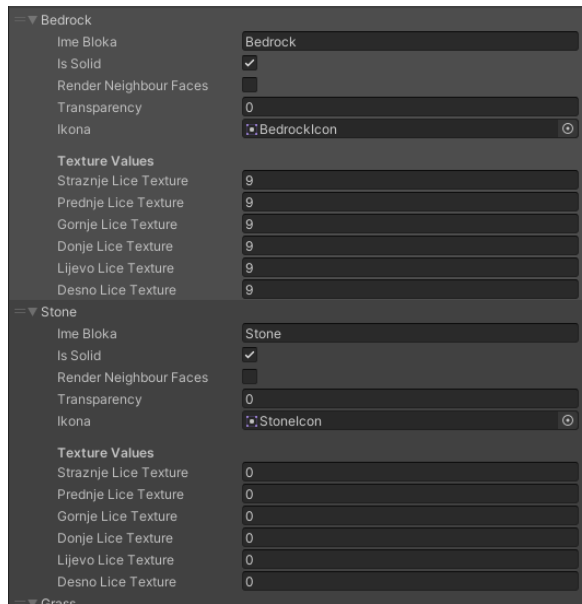 Bedrock
Ime Bloka Bedrock
Is Solid
Render Neighbour Faces
Transparency 0
Ikona BedrockIcon
Texture Values
Straznje Lice Texture 9
Prednje Lice Texture 9
Gornje Lice Texture 9
Donje Lice Texture 9
Lijevo Lice Texture 9
Desno Lice Texture 9
Stone
Ime Bloka Stone
Is Solid
Render Neighbour Faces
Transparency 0
Ikona StoneIcon
Texture Values
Straznje Lice Texture 0
Prednje Lice Texture 0
Gornje Lice Texture 0
Donje Lice Texture 0
Lijevo Lice Texture 0
Desno Lice Texture 0
Grass